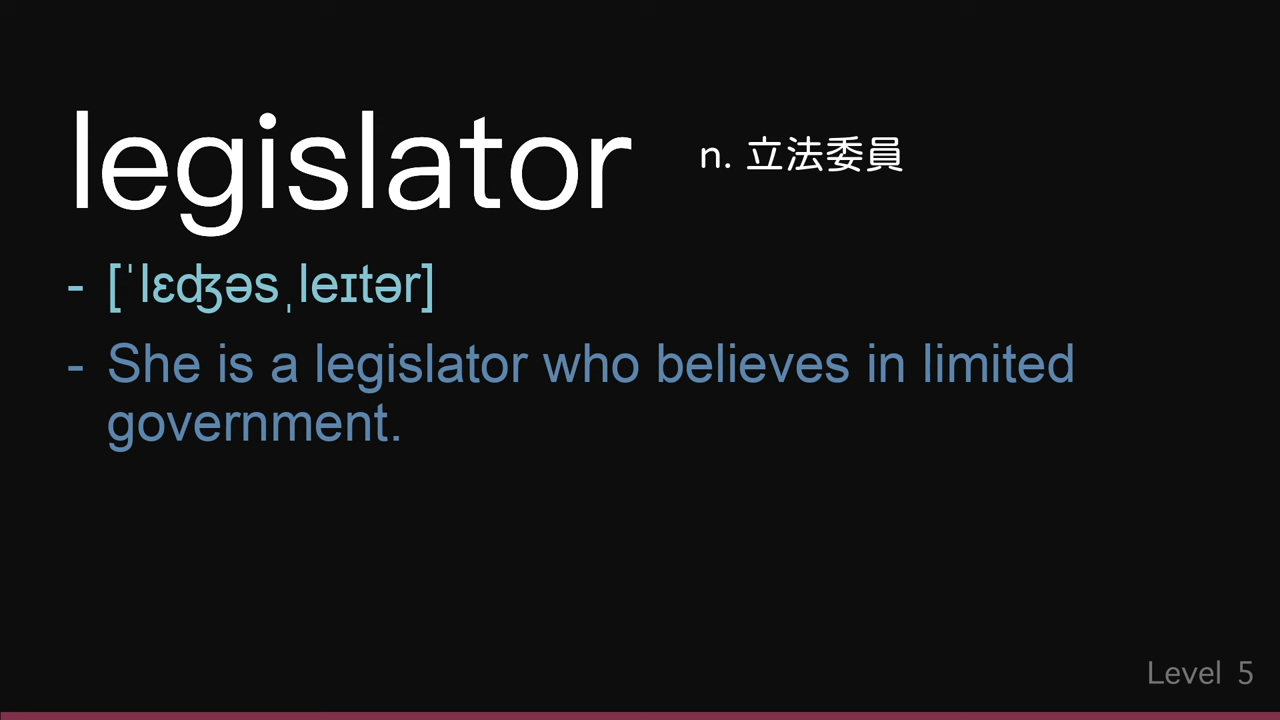 legislator n. 立法委員
- [ˈlɛʤəsˌleɪtər]
- She is a legislator who believes in limited
government.
Level 5